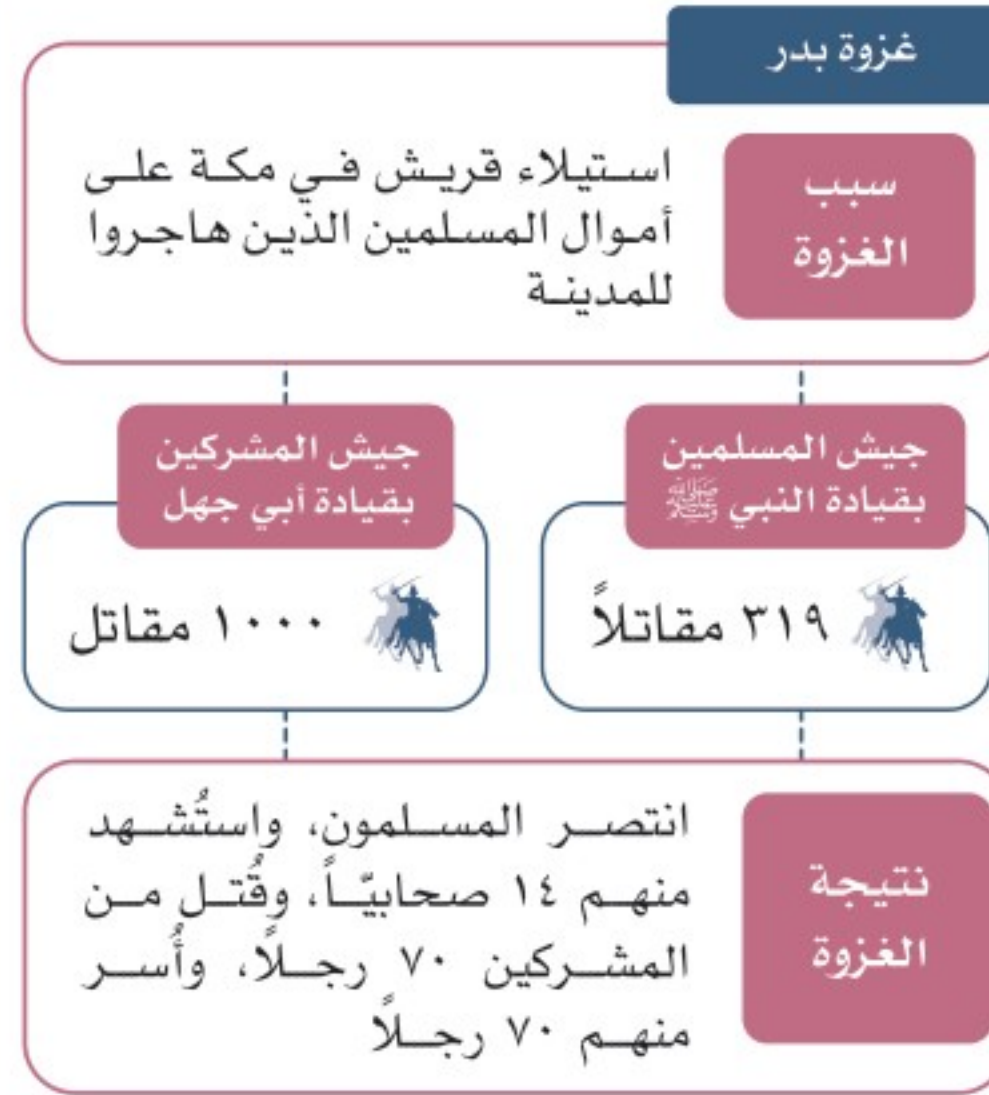 غزوة بدر
سبب
الغزوة
استيلاء قريش في مكة على
أموال المسلمين الذين هاجروا
للمدينة
جيش المسلمين
بقيادة النبي ﷺ
٣١٩ مقاتلاً
جيش المشركين
بقيادة أبي جهل
١٠٠٠ مقاتل
نتيجة
الغزوة
انتصر المسلمون، واستُشهد
منهم ١٤ صحابيًّاً، وقُتل من
المشركين ٧٠ رجلًا، وأُسر
منهم ٧٠ رجلًا